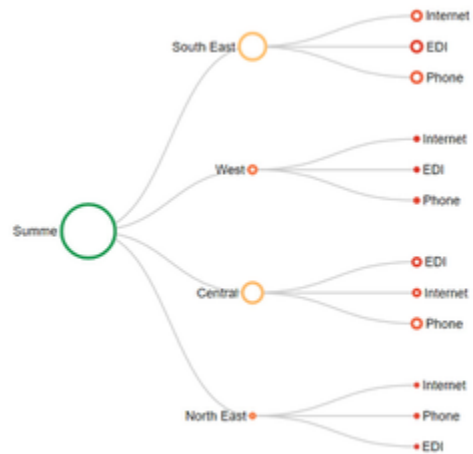 Summe
South East
Internet
EDI
Phone
West
Internet
EDI
Phone
Central
EDI
Internet
Phone
North East
Internet
Phone
EDI